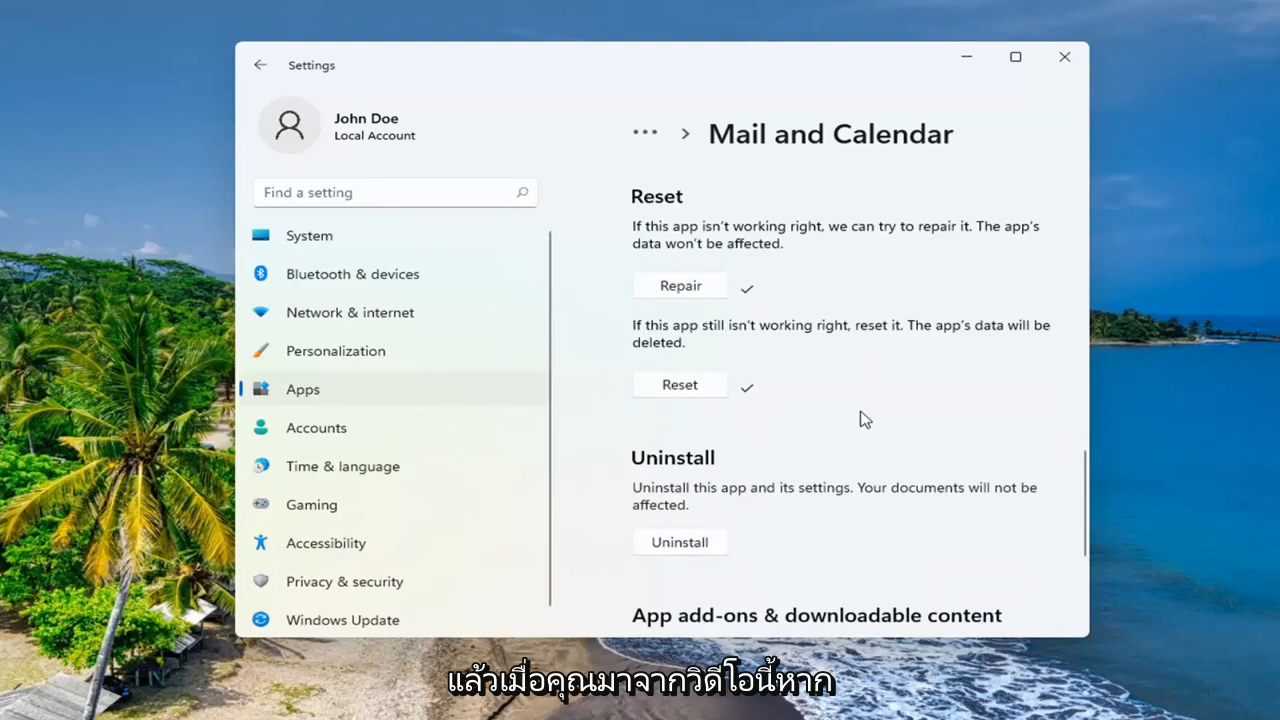 Settings
John Doe
Local Account
Find a setting
System
Bluetooth & devices
Network & internet
Personalization
Apps
Accounts
Time & language
Gaming
Accessibility
Privacy & security
Windows Update
Mail and Calendar
Reset
If this app isn't working right, we can try to repair it. The app's
data won't be affected.
Repair
If this app still isn't working right, reset it. The app's data will be
deleted.
Reset
Uninstall
Uninstall this app and its settings. Your documents will not be
affected.
Uninstall
App add-ons & downloadable content
แล้วเมื่อคุณมาจากวิดีโอนี้หาก